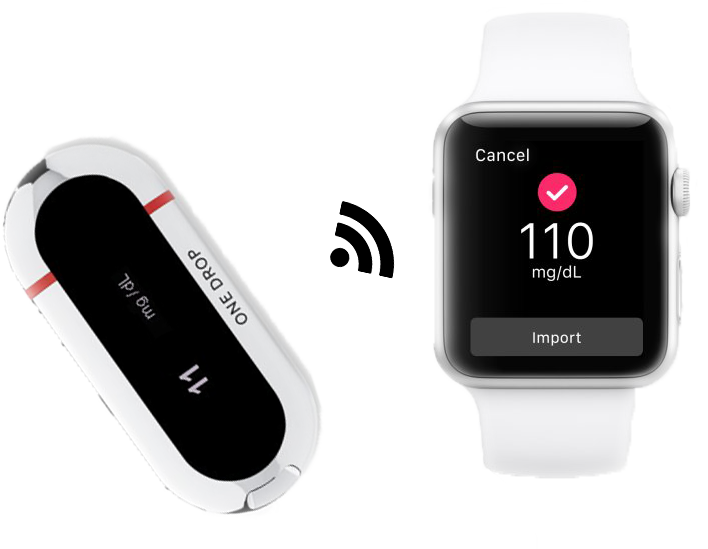 ONE DROP
mg/dL
11
Cancel
110
mg/dL
Import